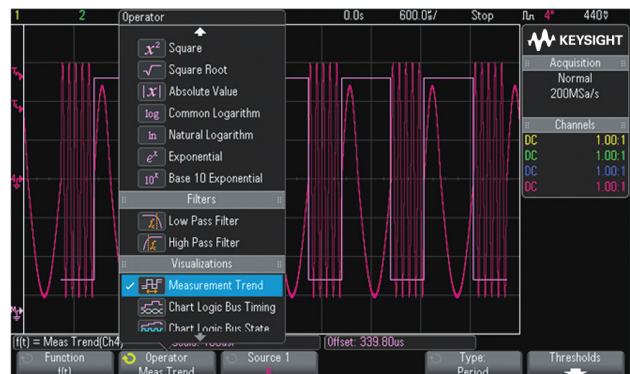 1
2
Operator
0.0s
600.0%/
Stop
4
440
KEYSIGHT
Acquisition
Normal
200MSa/s
Channels
DC 1.00:1
DC 1.00:1
DC 1.00:1
DC 1.00:1
x² Square
√ Square Root
|x| Absolute Value
log Common Logarithm
ln Natural Logarithm
eˣ Exponential
10ˣ Base 10 Exponential
Filters
Low Pass Filter
High Pass Filter
Visualizations
Measurement Trend
Chart Logic Bus Timing
Chart Logic Bus State
f(t) = Meas Trend(Ch4)
Offset: 339.80us
Function
f(t)
Operator
Meas Trend
Source 1
4
Type:
Period
Thresholds